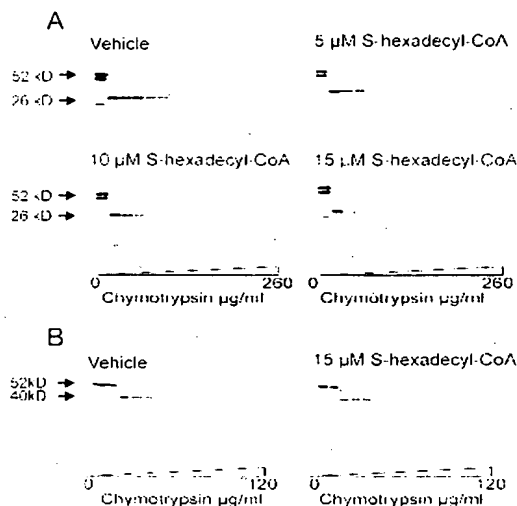 A
Vehicle
5 µM S-hexadecyl-CoA
52 kD
26 kD
10 µM S-hexadecyl-CoA
15 µM S-hexadecyl-CoA
52 kD
26 kD
0 260
Chymotrypsin µg/ml
0 260
Chymotrypsin µg/ml
B
Vehicle
15 µM S-hexadecyl-CoA
52kD
40kD
0 120
Chymotrypsin µg/ml
0 120
Chymotrypsin µg/ml